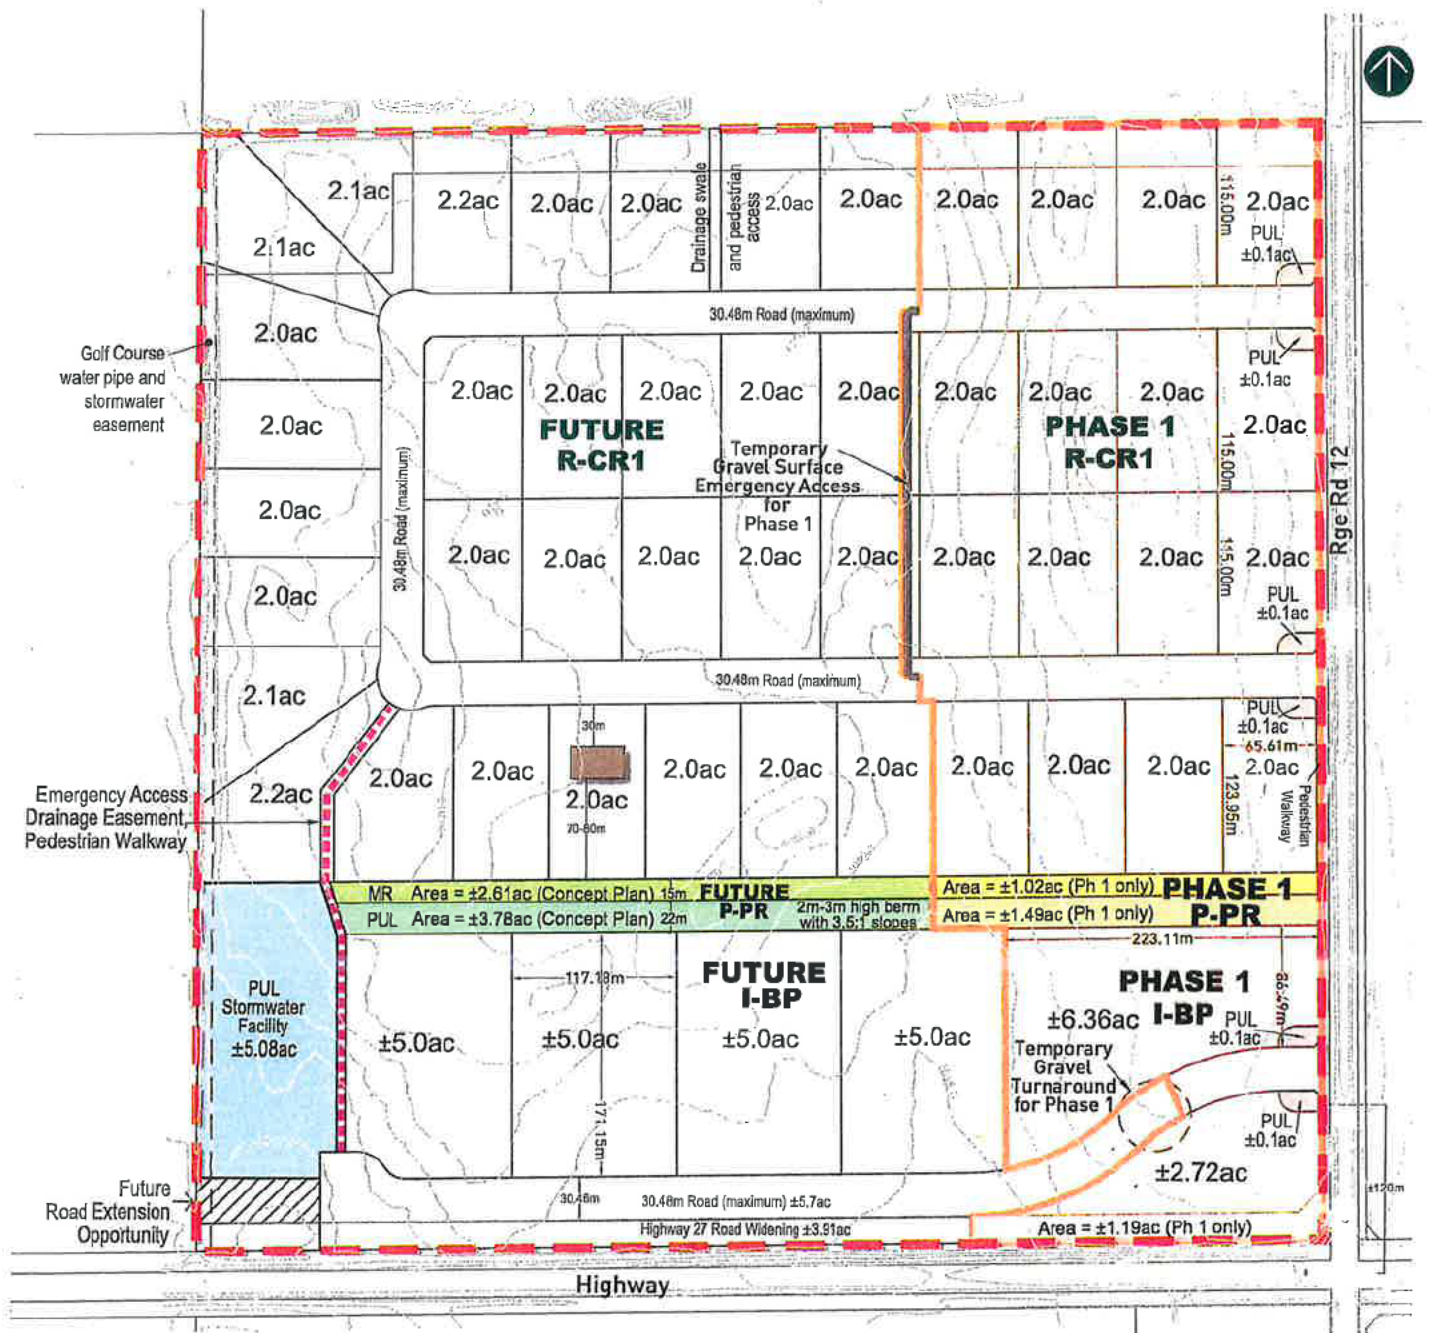 2.1ac
2.2ac
2.0ac
2.0ac
Drainage swale
and pedestrian
access
2.0ac
2.0ac
2.0ac
2.0ac
2.0ac
115.00m
2.0ac
PUL
±0.1ac
2.1ac
30.48m Road (maximum)
Golf Course
water pipe and
stormwater
easement
2.0ac
2.0ac
2.0ac
2.0ac
30.48m Road (maximum)
PUL
±0.1ac
2.0ac
2.0ac
2.0ac
2.0ac
2.0ac
2.0ac
2.0ac
2.0ac
2.0ac
FUTURE
R-CR1
PHASE 1
R-CR1
Temporary
Gravel Surface
Emergency Access
for
Phase 1
115.00m
Rge Rd 12
2.0ac
2.0ac
2.0ac
2.0ac
2.0ac
2.0ac
2.0ac
2.0ac
115.00m
2.0ac
PUL
±0.1ac
30.48m Road (maximum)
2.1ac
2.2ac
PUL
±0.1ac
65.61m
30m
2.0ac
2.0ac
2.0ac
70-80m
2.0ac
2.0ac
2.0ac
2.0ac
2.0ac
2.0ac
2.0ac
123.95m
Pedestrian
Walkway
Emergency Access
Drainage Easement,
Pedestrian Walkway
MR Area = ±2.61ac (Concept Plan) 15m
PUL Area = ±3.78ac (Concept Plan) 22m
FUTURE
P-PR
2m-3m high berm
with 3.5:1 slopes
Area = ±1.02ac (Ph 1 only)
Area = ±1.49ac (Ph 1 only)
PHASE 1
P-PR
223.11m
117.18m
FUTURE
I-BP
PHASE 1
I-BP
86.49m
PUL
Stormwater
Facility
±5.08ac
±5.0ac
±5.0ac
±5.0ac
±5.0ac
±6.36ac
PUL
±0.1ac
Temporary
Gravel
Turnaround
for Phase 1
171.15m
PUL
±0.1ac
±2.72ac
±120m
Future
Road Extension
Opportunity
30.48m
30.48m Road (maximum) ±5.7ac
Highway 27 Road Widening ±3.91ac
Area = ±1.19ac (Ph 1 only)
Highway